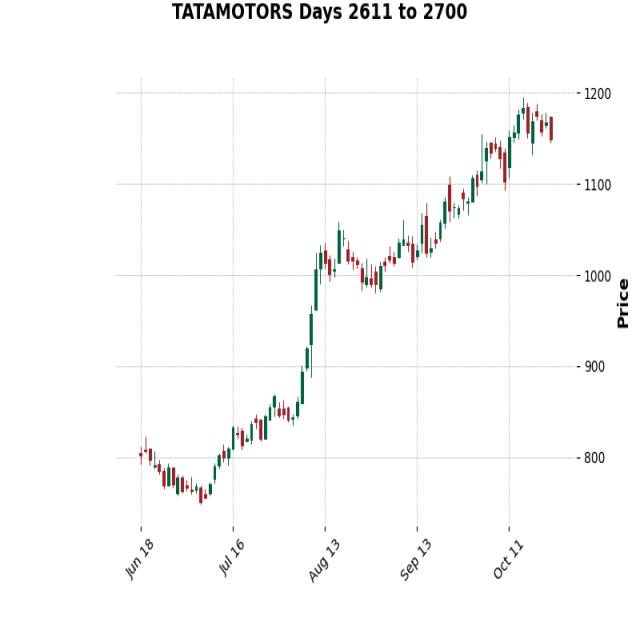 TATAMOTORS Days 2611 to 2700
1200
1100
1000
900
800
Price
Jun 18
Jul 16
Aug 13
Sep 13
Oct 11